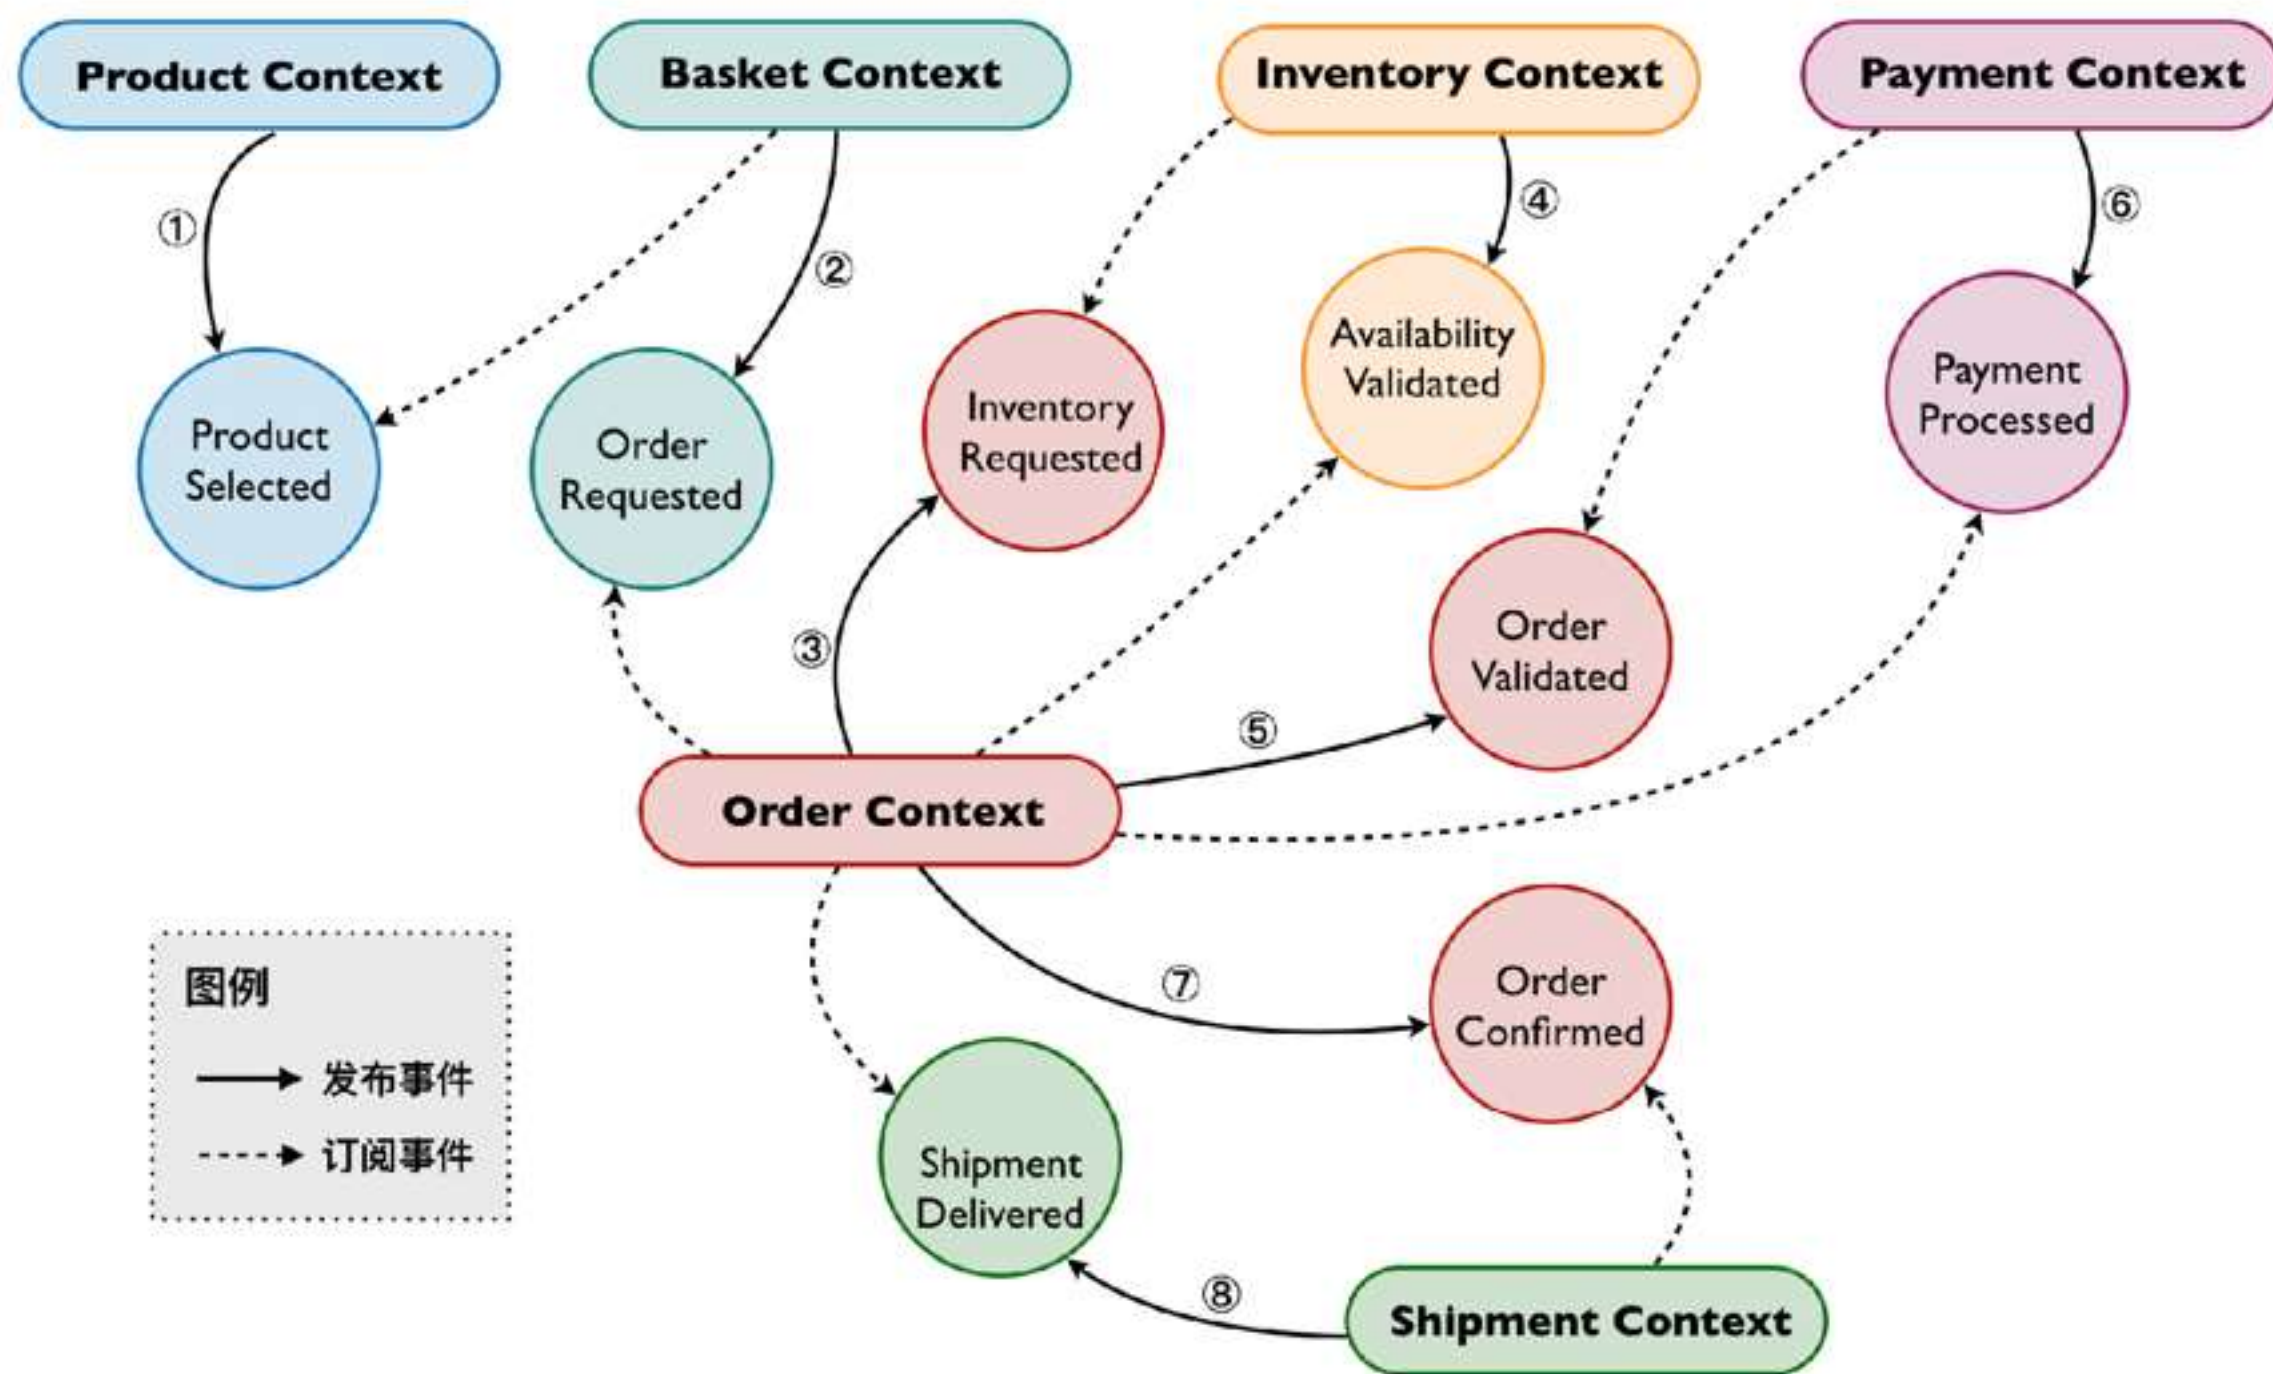 Product Context
Basket Context
Inventory Context
Payment Context
①
②
④
⑥
Product
Selected
Order
Requested
Inventory
Requested
Availability
Validated
Payment
Processed
③
Order
Validated
⑤
Order Context
图例
发布事件
订阅事件
⑦
Order
Confirmed
Shipment
Delivered
⑧
Shipment Context